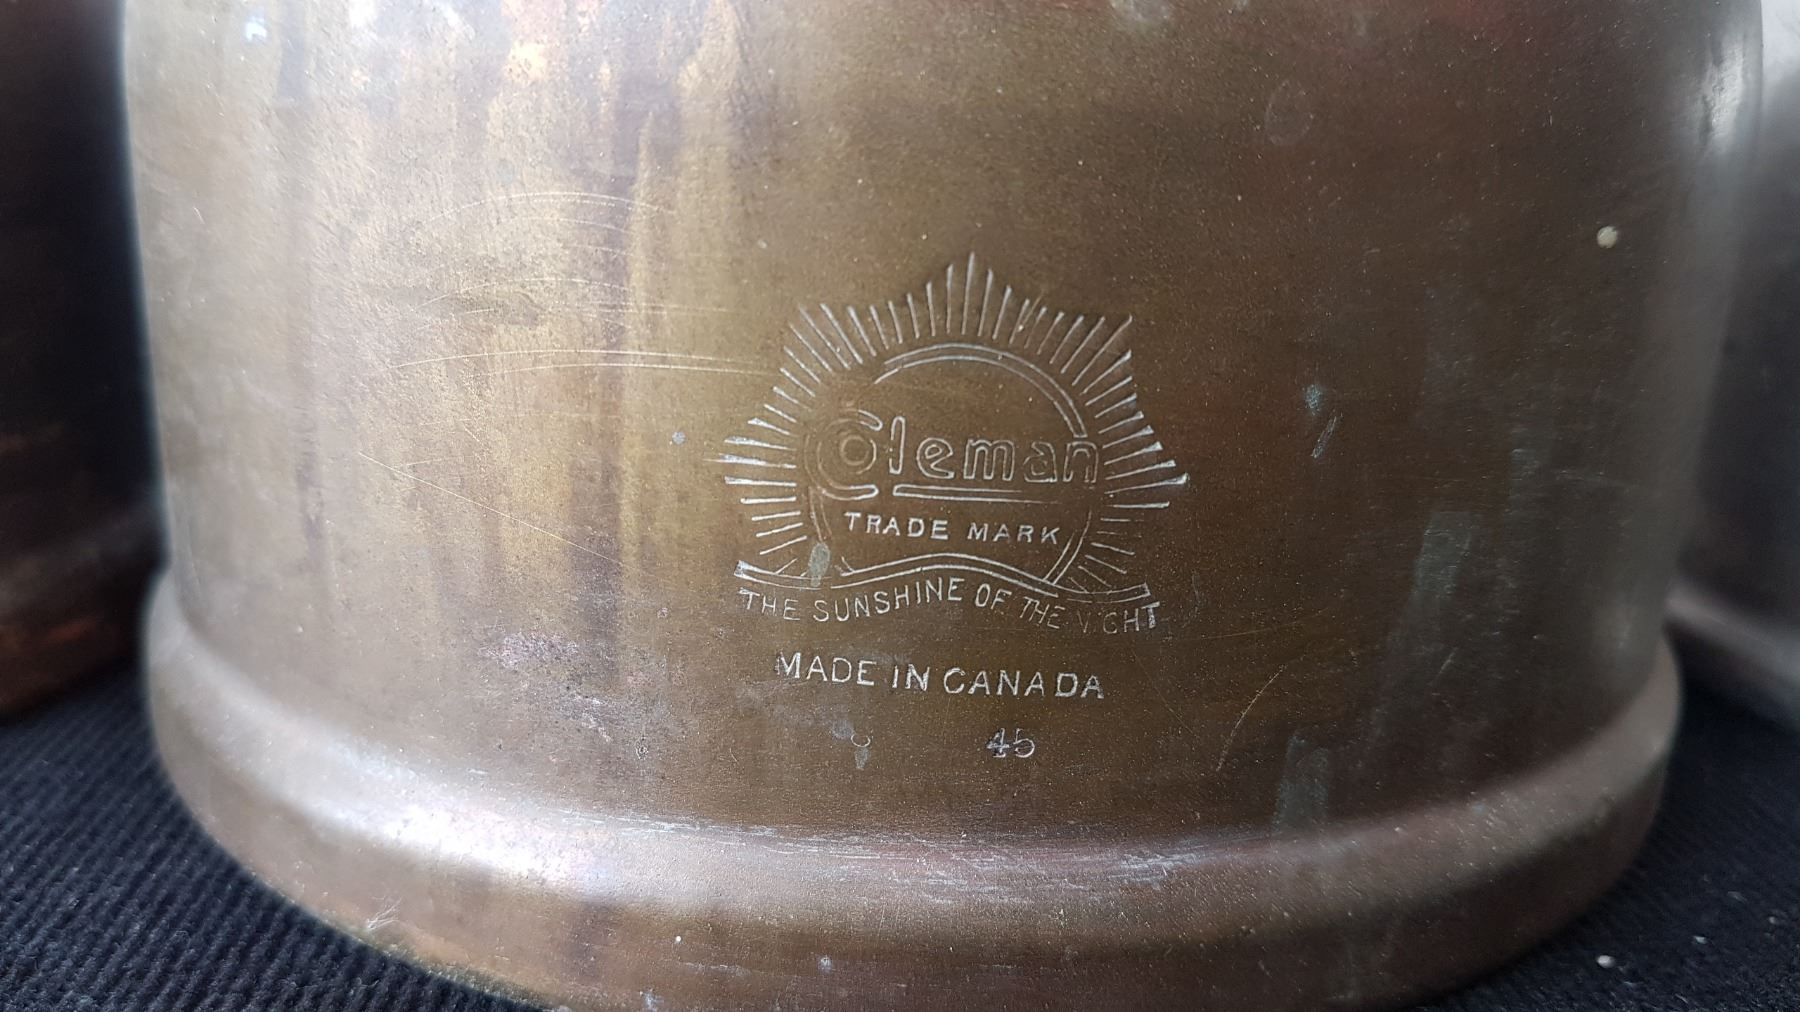 Coleman
TRADE MARK
THE SUNSHINE OF THE NIGHT
MADE IN CANADA
45